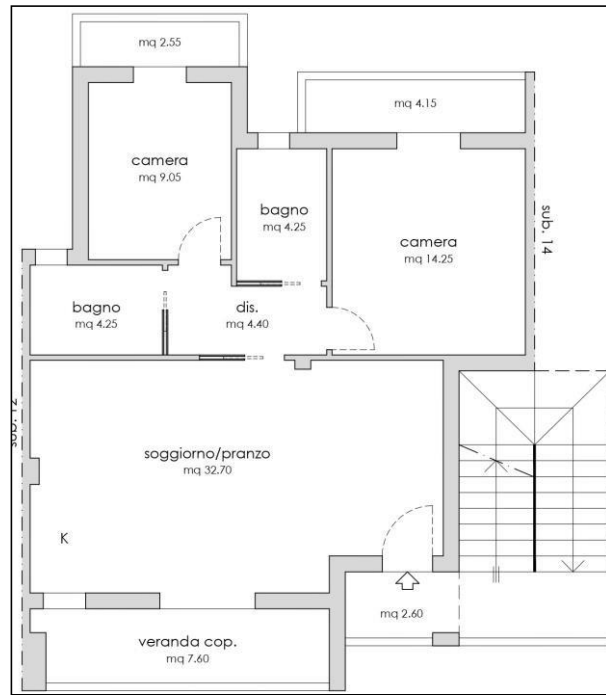 mq 2.55
mq 4.15
camera
mq 9.05
bagno
mq 4.25
camera
mq 14.25
sub. 14
bagno
mq 4.25
dis.
mq 4.40
sub. 12
soggiorno/pranzo
mq 32.70
K
mq 2.60
veranda cop.
mq 7.60